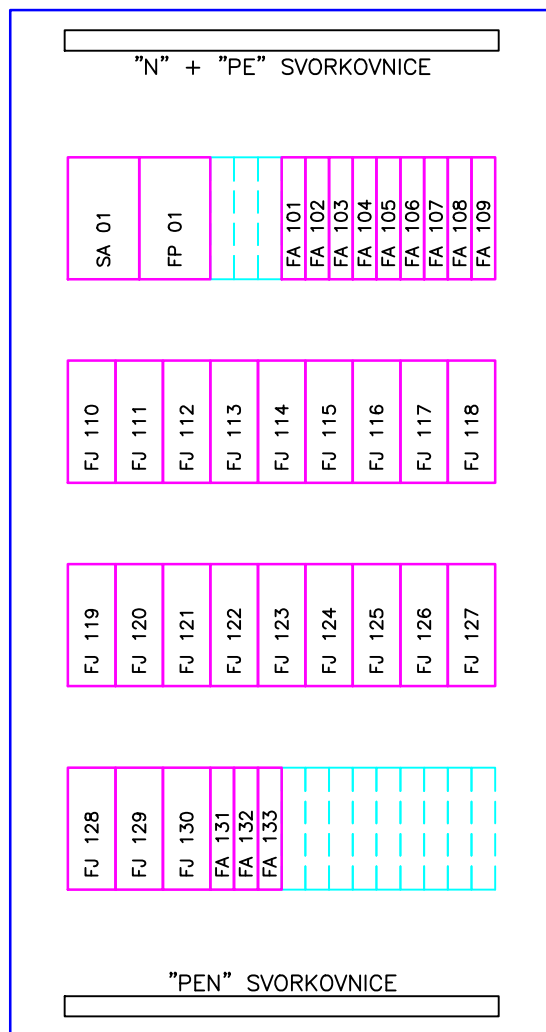 "N" + "PE" SVORKOVNICE
SA 01
FP 01
FA 101
FA 102
FA 103
FA 104
FA 105
FA 106
FA 107
FA 108
FA 109
FJ 110
FJ 111
FJ 112
FJ 113
FJ 114
FJ 115
FJ 116
FJ 117
FJ 118
FJ 119
FJ 120
FJ 121
FJ 122
FJ 123
FJ 124
FJ 125
FJ 126
FJ 127
FJ 128
FJ 129
FJ 130
FA 131
FA 132
FA 133
"PEN" SVORKOVNICE